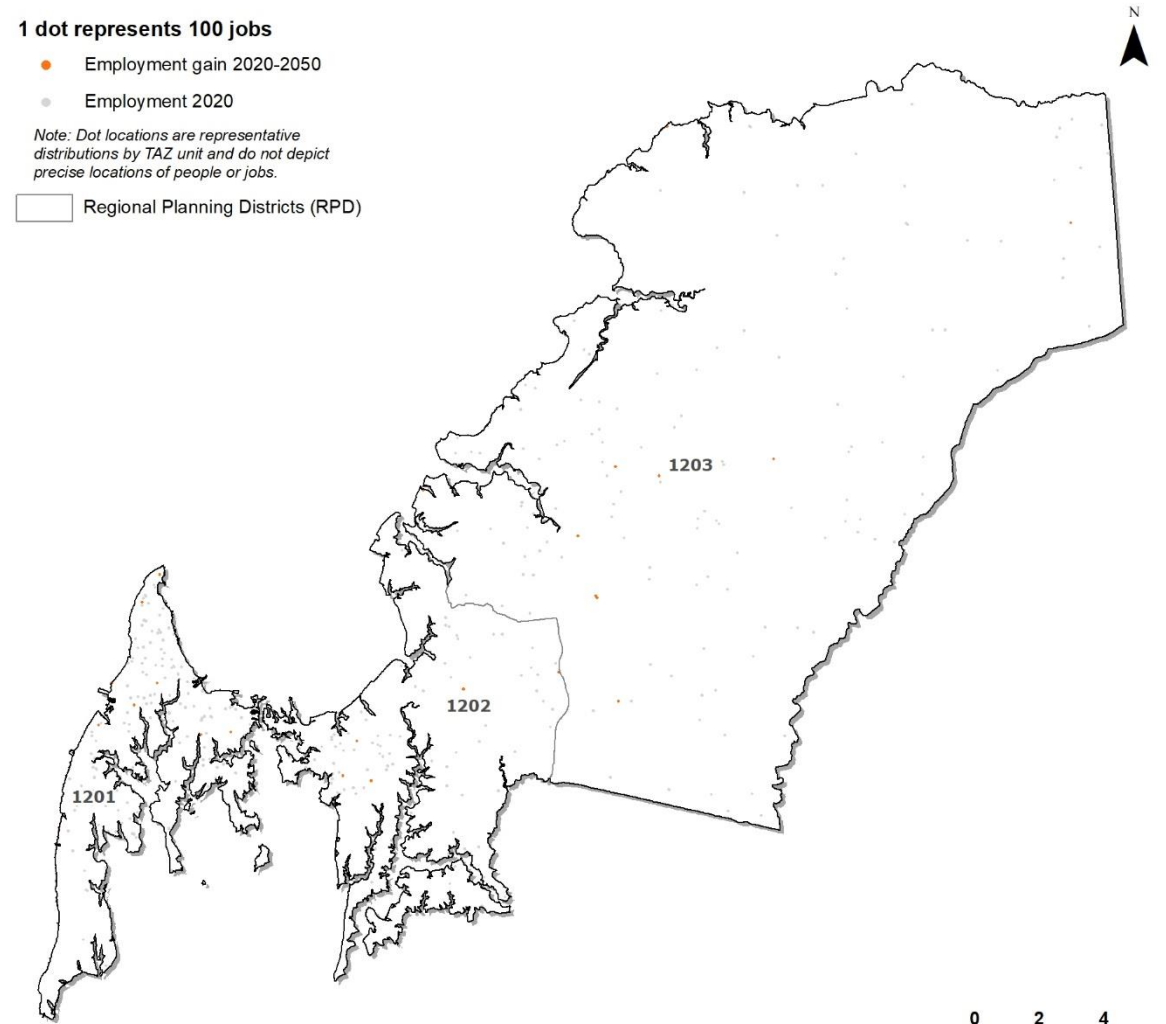 1 dot represents 100 jobs
Employment gain 2020-2050
Employment 2020
Note: Dot locations are representative
distributions by TAZ unit and do not depict
precise locations of people or jobs.
Regional Planning Districts (RPD)
N
1203
1202
1201
0 2 4